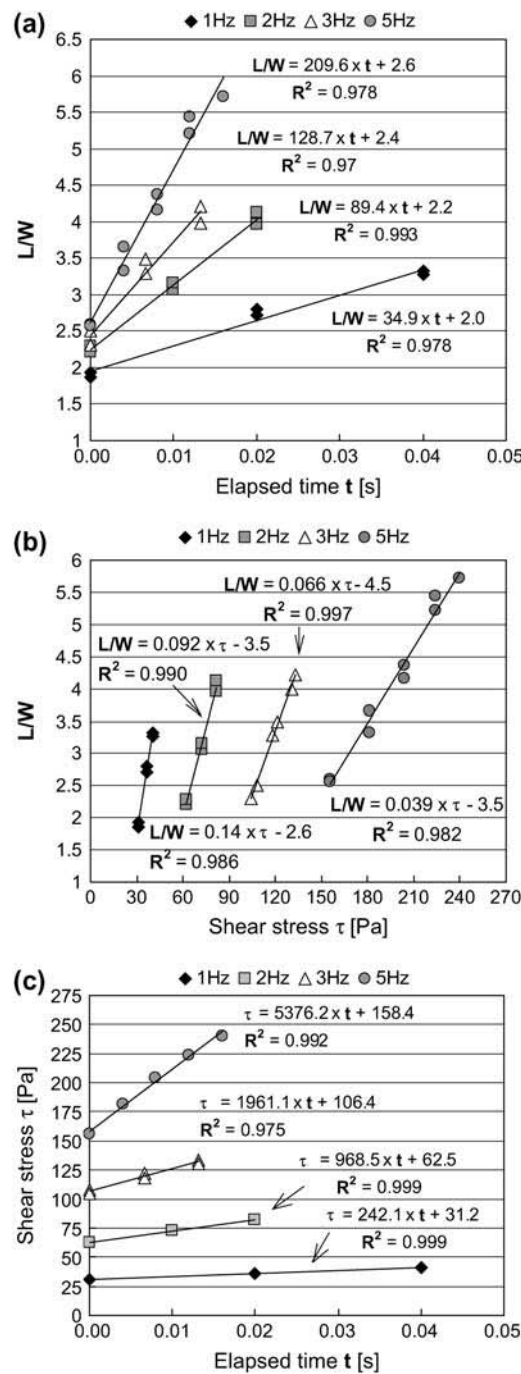 (a)
1Hz 2Hz 3Hz 5Hz
6.5
6
5.5
5
4.5
4
3.5
3
2.5
2
1.5
1
L/W
L/W = 209.6 x t + 2.6
R² = 0.978
L/W = 128.7 x t + 2.4
R² = 0.97
L/W = 89.4 x t + 2.2
R² = 0.993
L/W = 34.9 x t + 2.0
R² = 0.978
0.00 0.01 0.02 0.03 0.04 0.05
Elapsed time t [s]
(b)
1Hz 2Hz 3Hz 5Hz
6
5.5
5
4.5
4
3.5
3
2.5
2
1.5
1
L/W
L/W = 0.066 x τ - 4.5
R² = 0.997
L/W = 0.092 x τ - 3.5
R² = 0.990
L/W = 0.14 x τ - 2.6
R² = 0.986
L/W = 0.039 x τ - 3.5
R² = 0.982
0 30 60 90 120 150 180 210 240 270
Shear stress τ [Pa]
(c)
1Hz 2Hz 3Hz 5Hz
275
250
225
200
175
150
125
100
75
50
25
0
Shear stress τ [Pa]
τ = 5376.2 x t + 158.4
R² = 0.992
τ = 1961.1 x t + 106.4
R² = 0.975
τ = 968.5 x t + 62.5
R² = 0.999
τ = 242.1 x t + 31.2
R² = 0.999
0.00 0.01 0.02 0.03 0.04 0.05
Elapsed time t [s]